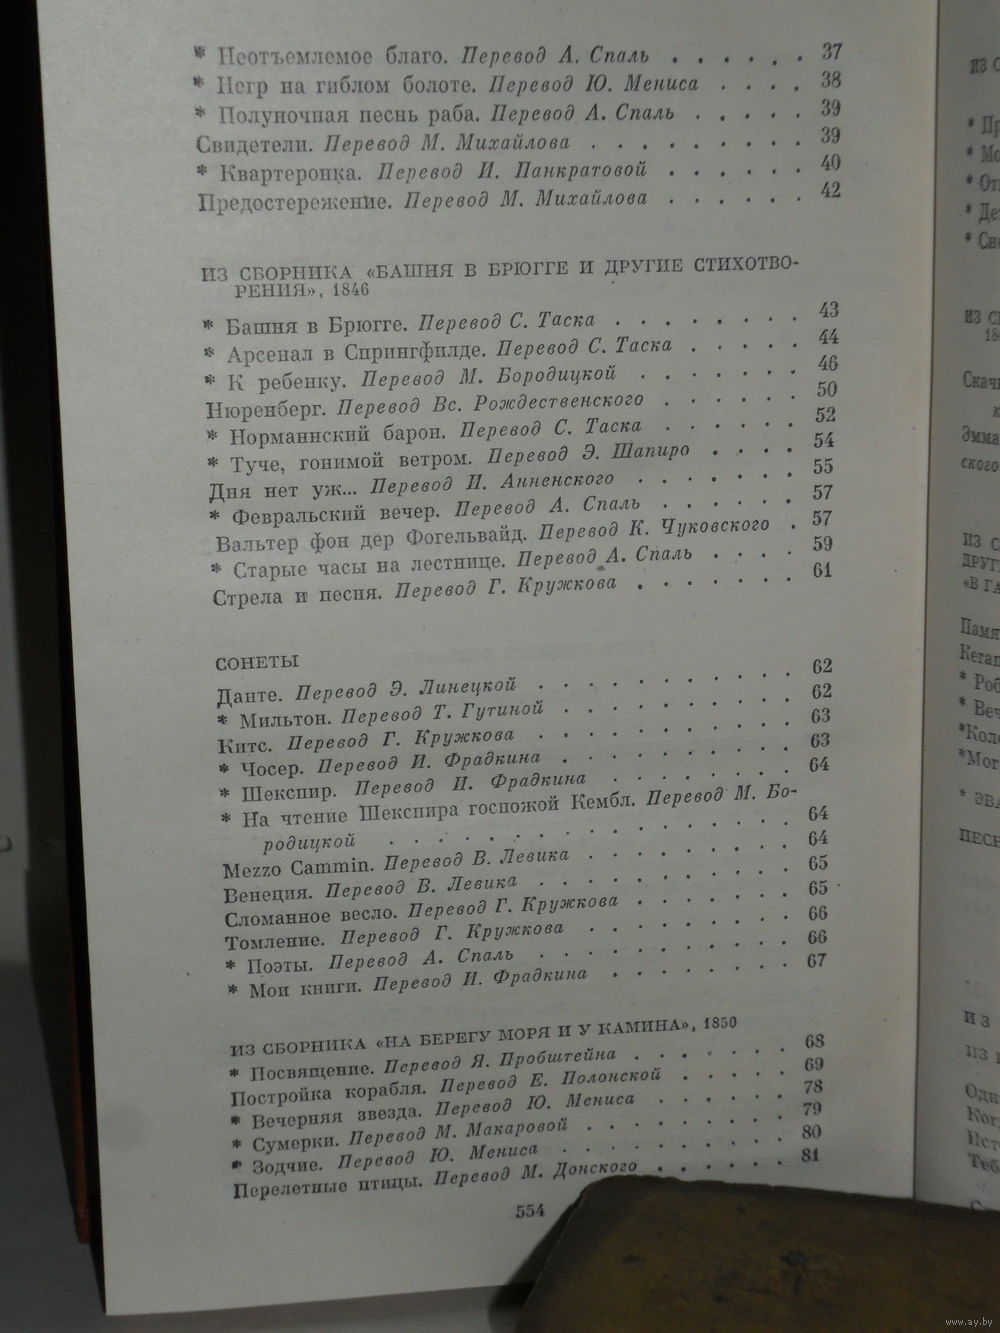 * Неотъемлемое благо. Перевод А. Спаль . . . . . . 37
* Негр на гиблом болоте. Перевод Ю. Мениса . . . . 38
* Полуночная песнь раба. Перевод А. Спаль . . . . . 39
Свидетели. Перевод М. Михайлова . . . . . . . . . 39
* Квартеронка. Перевод И. Панкратовой . . . . . . 40
Предостережение. Перевод М. Михайлова . . . . . . 42
ИЗ СБОРНИКА «БАШНЯ В БРЮГГЕ И ДРУГИЕ СТИХОТВО-
РЕНИЯ», 1846
* Башня в Брюгге. Перевод С. Таска . . . . . . . . 43
* Арсенал в Спрингфилде. Перевод С. Таска . . . . . 44
* К ребенку. Перевод М. Бородицкой . . . . . . . 46
Нюренберг. Перевод Вс. Рождественского . . . . . . 50
* Норманнский барон. Перевод С. Таска . . . . . . 52
* Туче, гонимой ветром. Перевод Э. Шапиро . . . . 54
Дня нет уж... Перевод И. Анненского . . . . . . . 55
* Февральский вечер. Перевод А. Спаль . . . . . . 57
Вальтер фон дер Фогельвайд. Перевод К. Чуковского . 57
* Старые часы на лестнице. Перевод А. Спаль . . . . 59
Стрела и песня. Перевод Г. Кружкова . . . . . . . 61
СОНЕТЫ
Данте. Перевод Э. Линецкой . . . . . . . . . . 62
* Мильтон. Перевод Т. Гутиной . . . . . . . . . 62
Китс. Перевод Г. Кружкова . . . . . . . . . . 63
* Чосер. Перевод И. Фрадкина . . . . . . . . . 63
* Шекспир. Перевод И. Фрадкина . . . . . . . . 64
* На чтение Шекспира госпожой Кембл. Перевод М. Бо-
родицкой . . . . . . . . . . . . . . . . . 64
Mezzo Cammin. Перевод В. Левика . . . . . . . . 64
Венеция. Перевод В. Левика . . . . . . . . . . 65
Сломанное весло. Перевод Г. Кружкова . . . . . . . 65
Томление. Перевод Г. Кружкова . . . . . . . . . 66
* Поэты. Перевод А. Спаль . . . . . . . . . . . 66
* Мои книги. Перевод И. Фрадкина . . . . . . . . 67
ИЗ СБОРНИКА «НА БЕРЕГУ МОРЯ И У КАМИНА», 1850
* Посвящение. Перевод Я. Пробштейна . . . . . . . 68
Постройка корабля. Перевод Е. Полонской . . . . . 69
* Вечерняя звезда. Перевод Ю. Мениса . . . . . . 78
* Сумерки. Перевод М. Макаровой . . . . . . . . 79
* Зодчие. Перевод Ю. Мениса . . . . . . . . . . 80
Перелетные птицы. Перевод М. Донского . . . . . . 81
554
www.ay.by